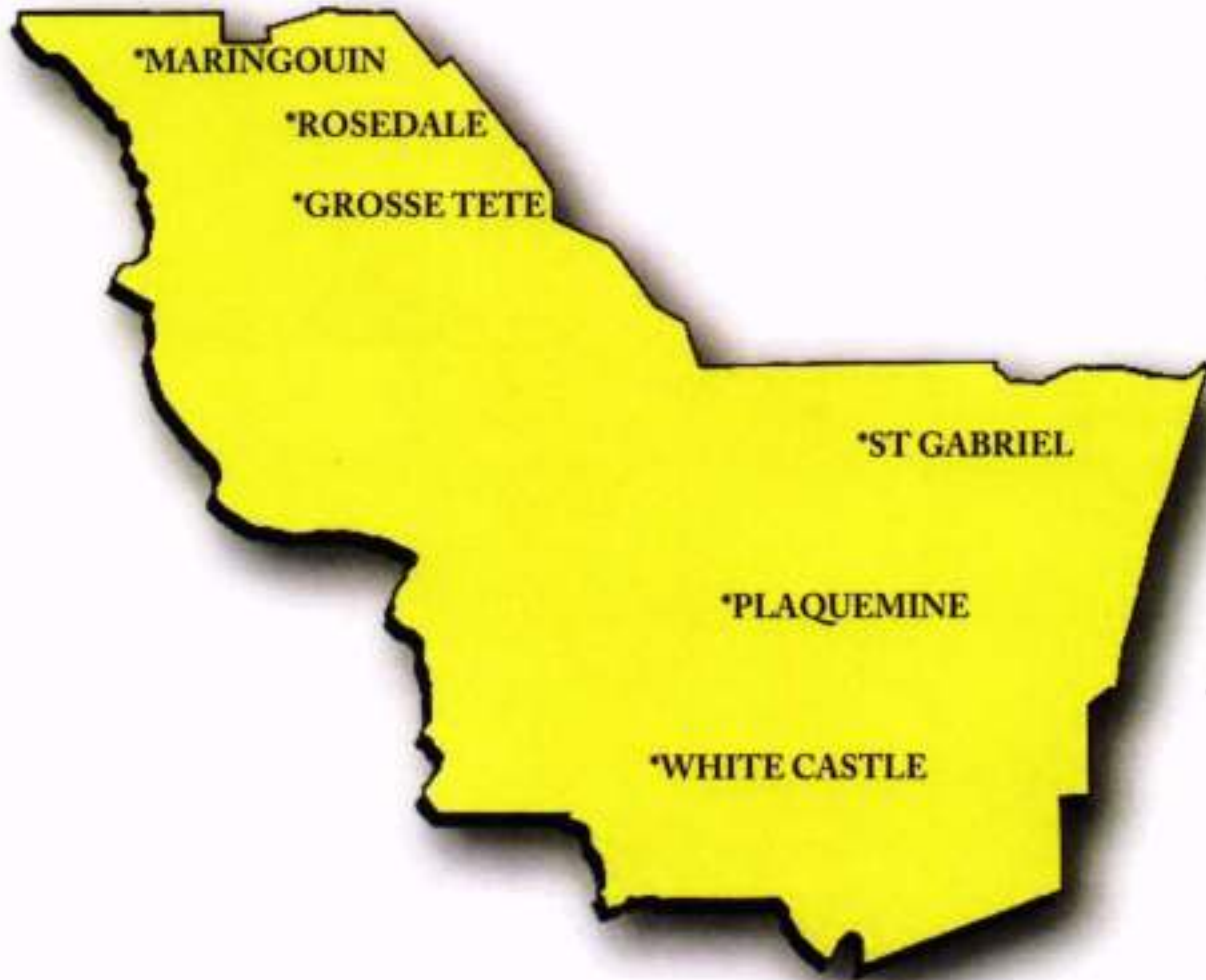 *MARINGOUIN
*ROSEDALE
*GROSSE TETE
*ST GABRIEL
*PLAQUEMINE
*WHITE CASTLE